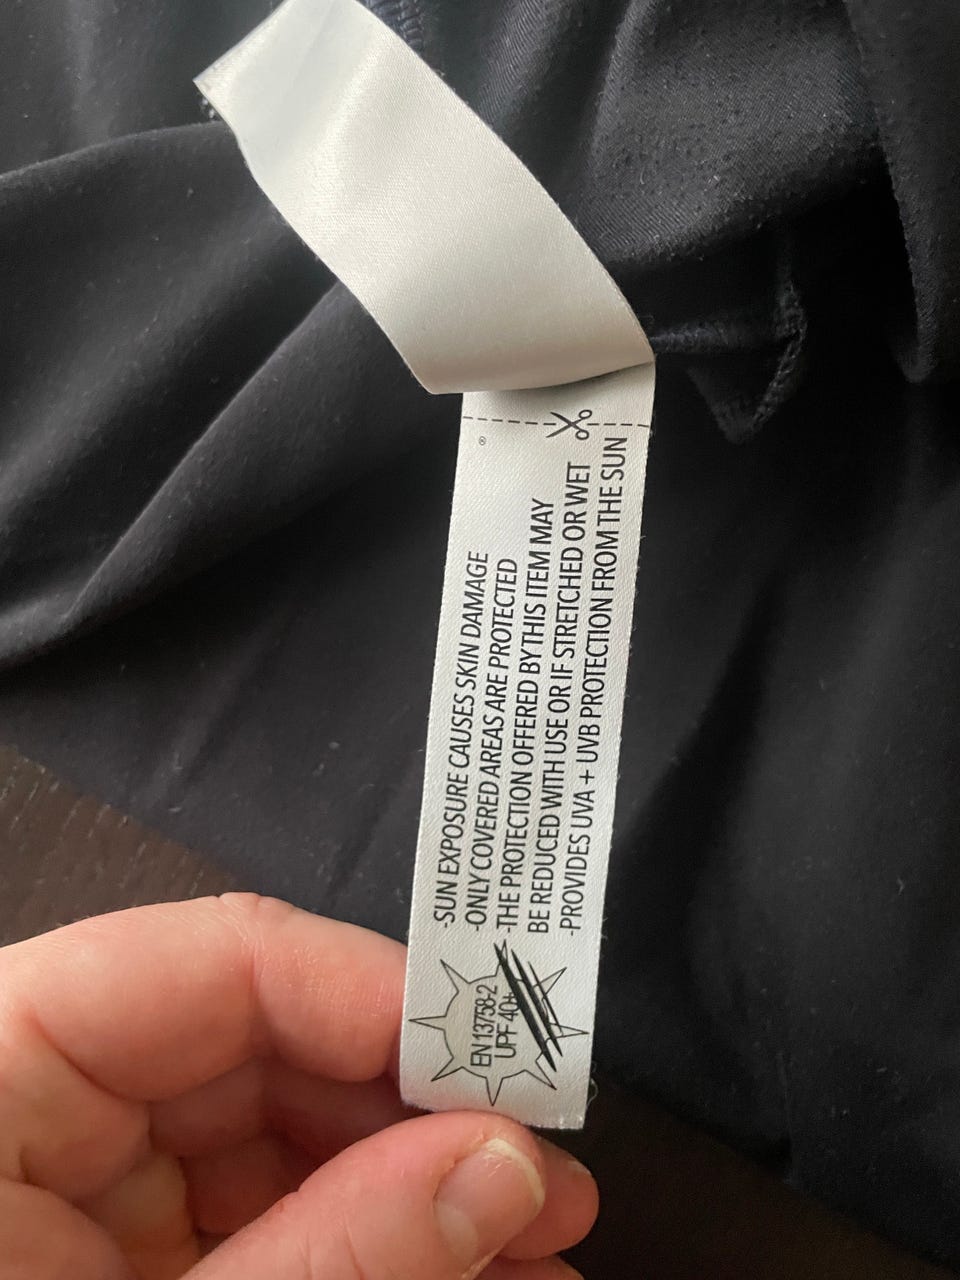 EN 13758-2
UPF 40+
-SUN EXPOSURE CAUSES SKIN DAMAGE
-ONLY COVERED AREAS ARE PROTECTED
-THE PROTECTION OFFERED BY THIS ITEM MAY
BE REDUCED WITH USE OR IF STRETCHED OR WET
-PROVIDES UVA + UVB PROTECTION FROM THE SUN
®